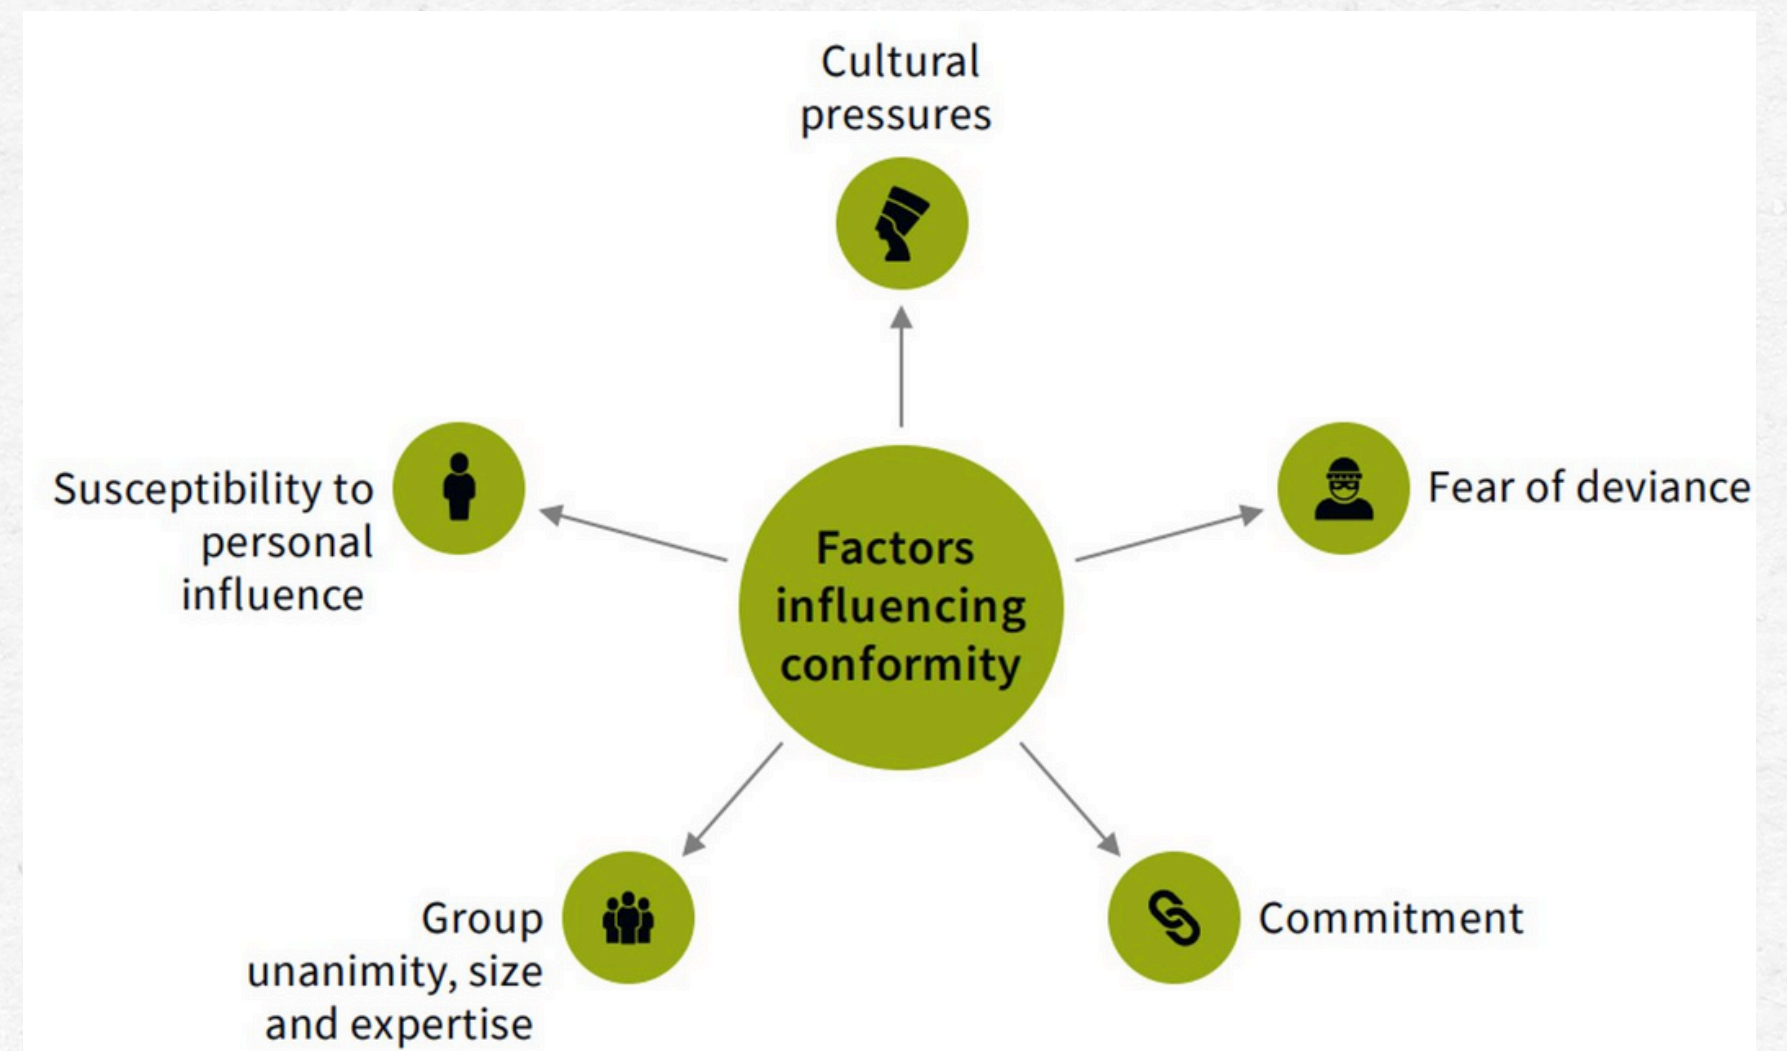 Cultural
pressures
Fear of deviance
Susceptibility to
personal
influence
Factors
influencing
conformity
Group
unanimity, size
and expertise
Commitment